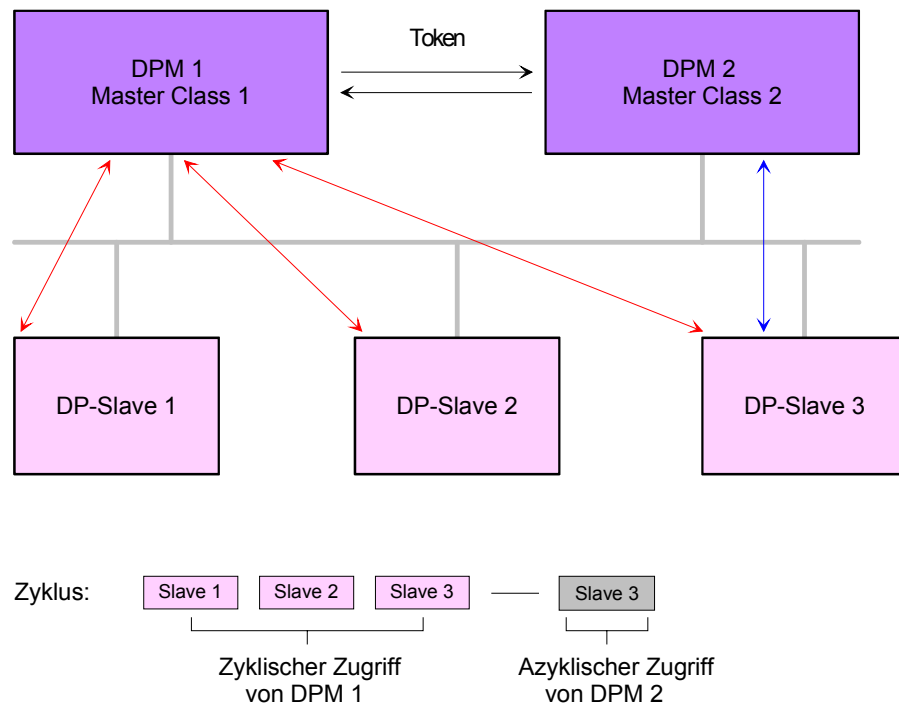 Token
DPM 1
Master Class 1
DPM 2
Master Class 2
DP-Slave 1
DP-Slave 2
DP-Slave 3
Zyklus:
Slave 1
Slave 2
Slave 3
Slave 3
Zyklischer Zugriff
von DPM 1
Azyklischer Zugriff
von DPM 2